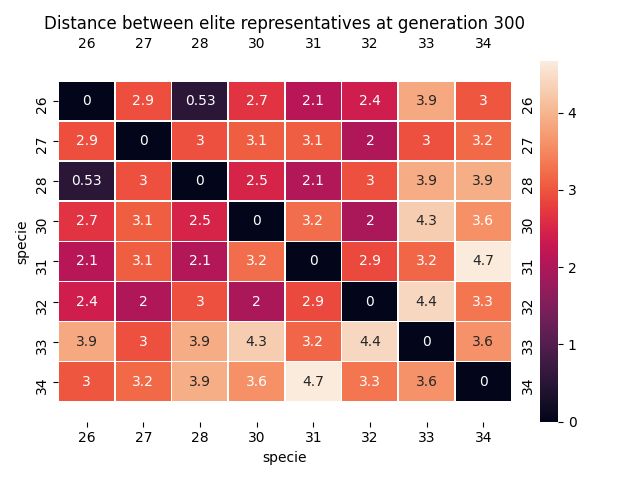 Distance between elite representatives at generation 300
26 27 28 30 31 32 33 34
26 0 2.9 0.53 2.7 2.1 2.4 3.9 3 26
27 2.9 0 3 3.1 3.1 2 3 3.2 27
28 0.53 3 0 2.5 2.1 3 3.9 3.9 28
30 2.7 3.1 2.5 0 3.2 2 4.3 3.6 30
31 2.1 3.1 2.1 3.2 0 2.9 3.2 4.7 31
32 2.4 2 3 2 2.9 0 4.4 3.3 32
33 3.9 3 3.9 4.3 3.2 4.4 0 3.6 33
34 3 3.2 3.9 3.6 4.7 3.3 3.6 0 34
26 27 28 30 31 32 33 34
specie
specie
4
3
2
1
0